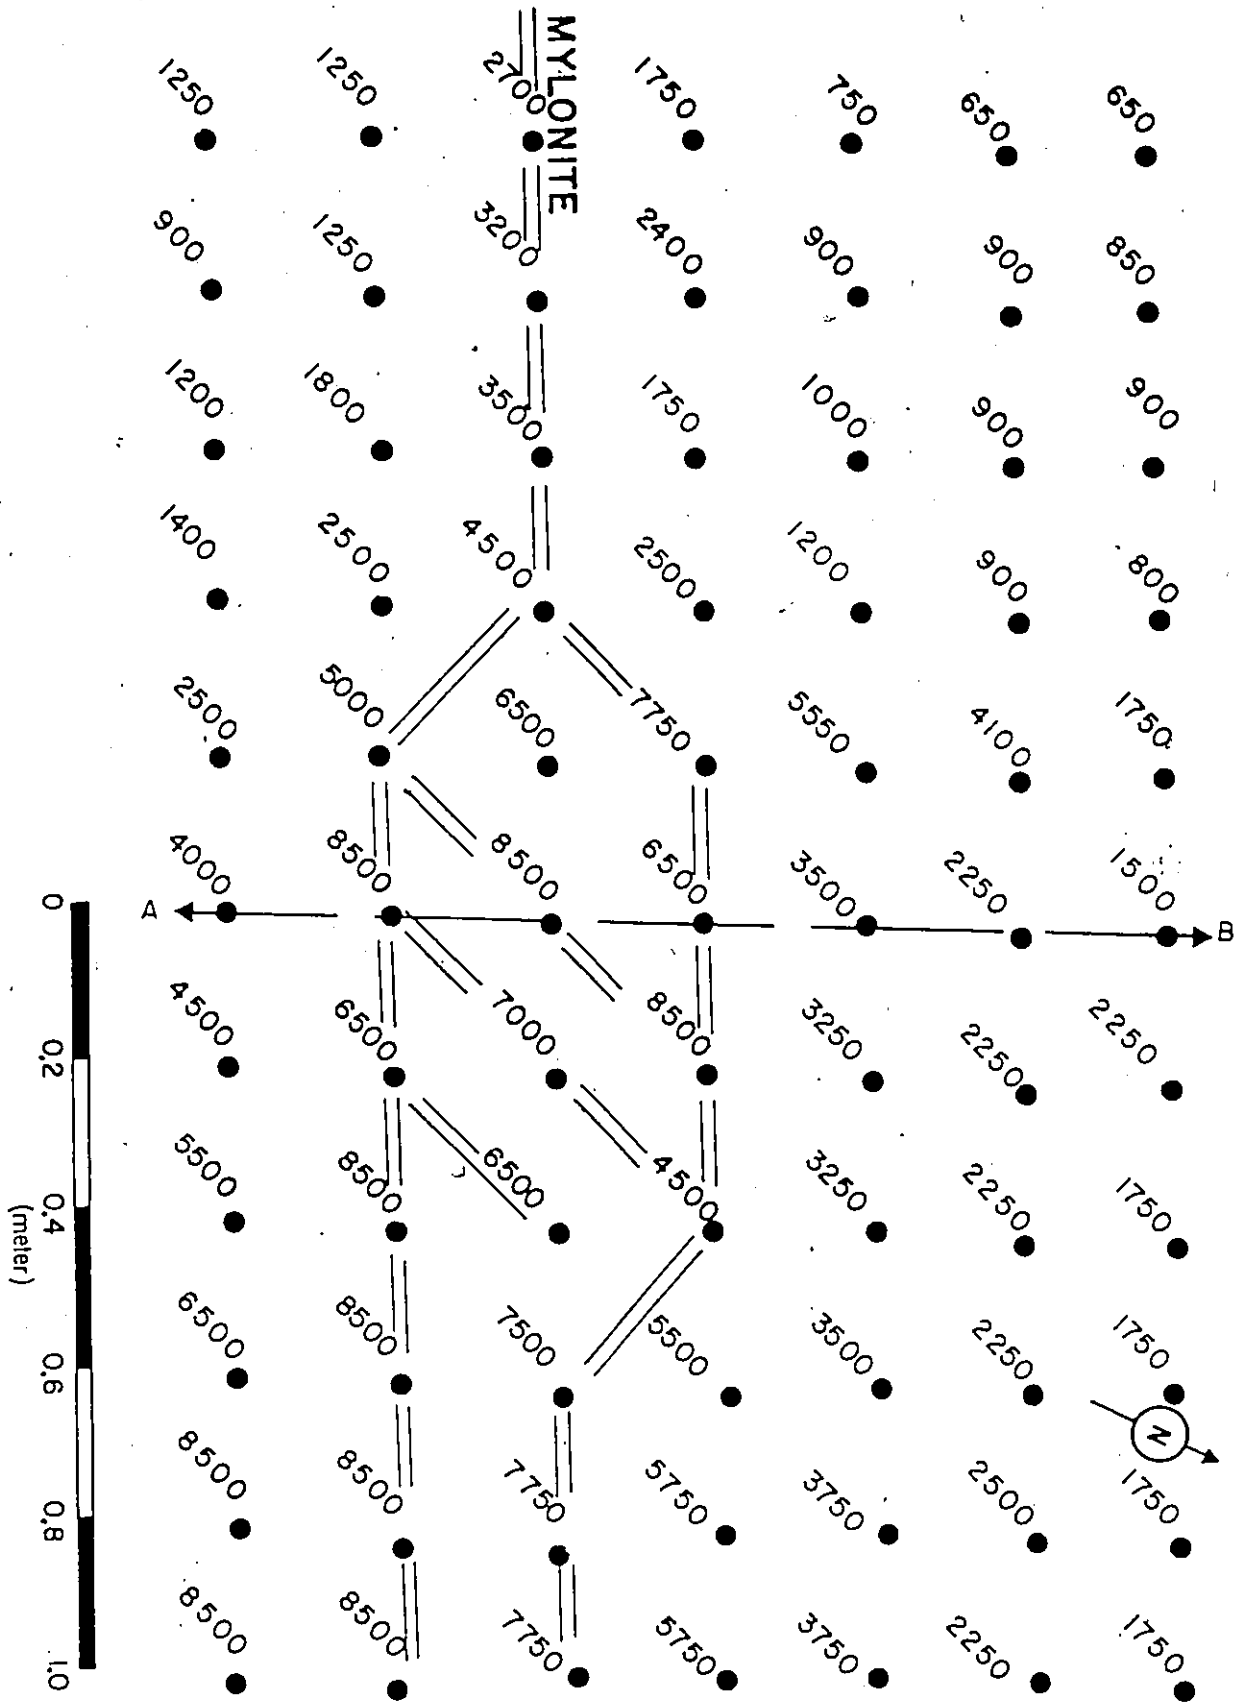 MYLONITE
1250 1250 2700 1750 750 650 650
900 1250 3200 2400 900 900 850
1200 1800 3500 1750 1000 900 900
1400 2500 4500 2500 1200 900 800
2500 5000 6500 7750 5550 4100 1750
A 4000 8500 8500 6500 3500 2250 1500 B
4500 6500 7000 8500 3250 2250 2250
5500 8500 6500 4500 3250 2250 1750
6500 8500 7500 5500 3500 2250 1750
N
8500 8500 7750 5750 3750 2500 1750
8500 8500 7750 5750 3750 2250 1750
0 0.2 0.4 0.6 0.8 1.0
(meter)